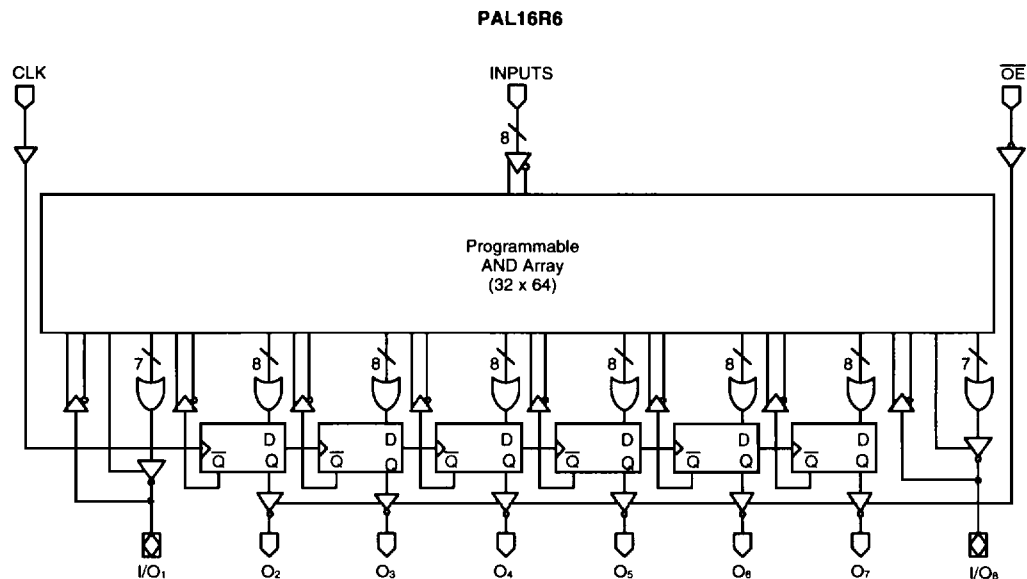 PAL16R6
CLK INPUTS O̅E̅
8
Programmable
AND Array
(32 x 64)
7 8 8 8 8 8 8 7
D D D D D D
Q̅ Q Q̅ Q Q̅ Q Q̅ Q Q̅ Q Q̅ Q
I/O₁ O₂ O₃ O₄ O₅ O₆ O₇ I/O₈